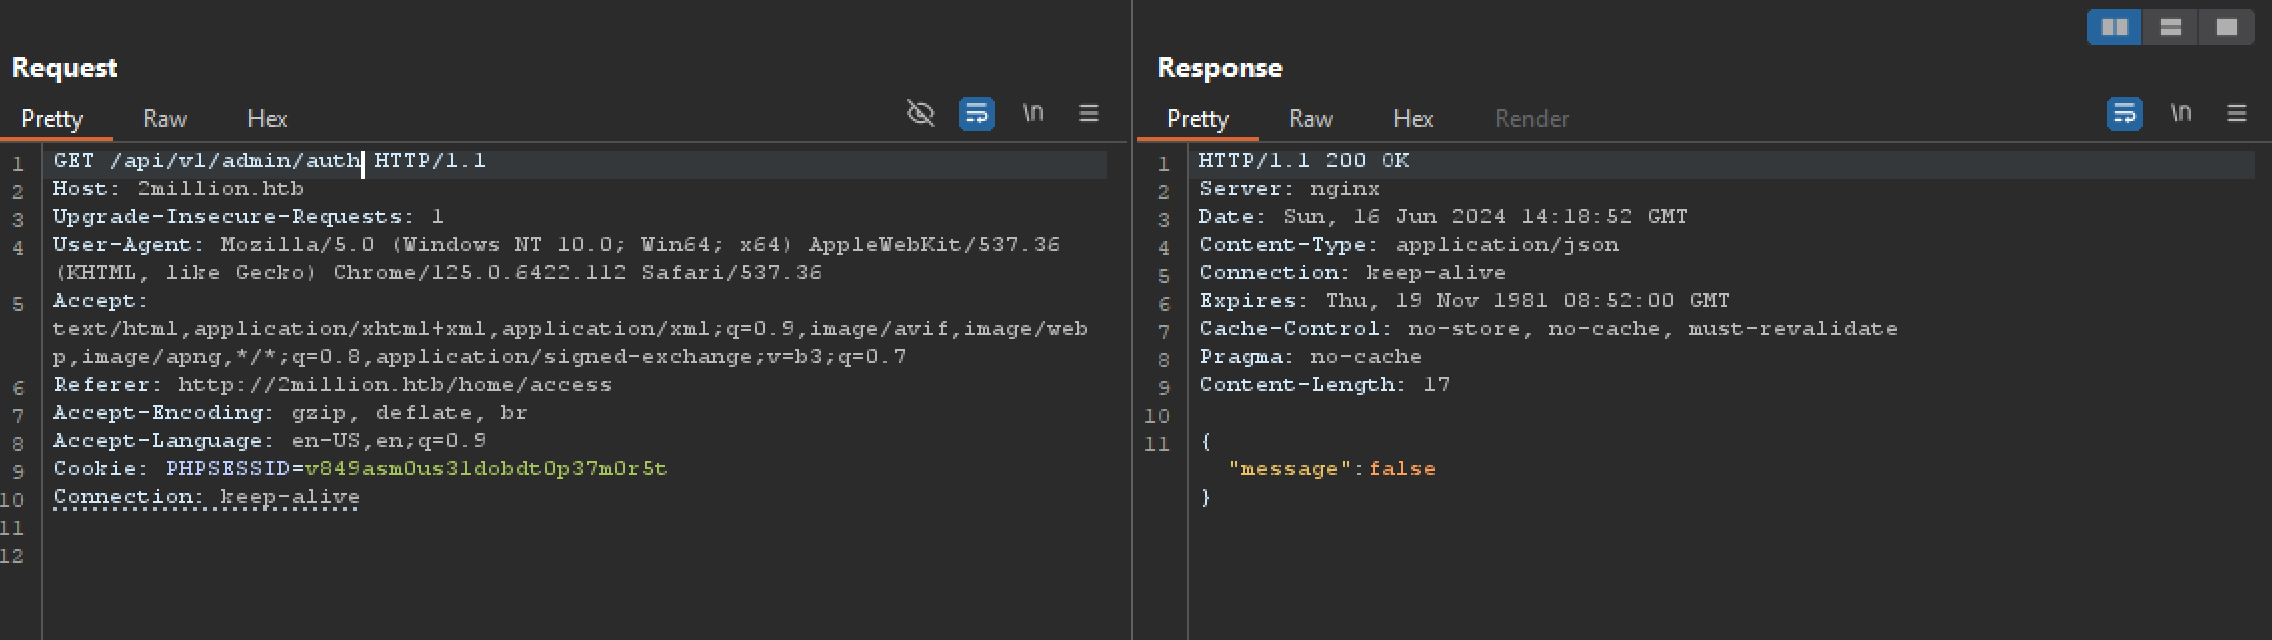 Request
Pretty Raw Hex \n
1 GET /api/v1/admin/auth HTTP/1.1
2 Host: 2million.htb
3 Upgrade-Insecure-Requests: 1
4 User-Agent: Mozilla/5.0 (Windows NT 10.0; Win64; x64) AppleWebKit/537.36
(KHTML, like Gecko) Chrome/125.0.6422.112 Safari/537.36
5 Accept:
text/html,application/xhtml+xml,application/xml;q=0.9,image/avif,image/web
p,image/apng,*/*;q=0.8,application/signed-exchange;v=b3;q=0.7
6 Referer: http://2million.htb/home/access
7 Accept-Encoding: gzip, deflate, br
8 Accept-Language: en-US,en;q=0.9
9 Cookie: PHPSESSID=v849asm0us31dobdt0p37m0r5t
10 Connection: keep-alive
11
12
Response
Pretty Raw Hex Render \n
1 HTTP/1.1 200 OK
2 Server: nginx
3 Date: Sun, 16 Jun 2024 14:18:52 GMT
4 Content-Type: application/json
5 Connection: keep-alive
6 Expires: Thu, 19 Nov 1981 08:52:00 GMT
7 Cache-Control: no-store, no-cache, must-revalidate
8 Pragma: no-cache
9 Content-Length: 17
10
11 {
"message":false
}